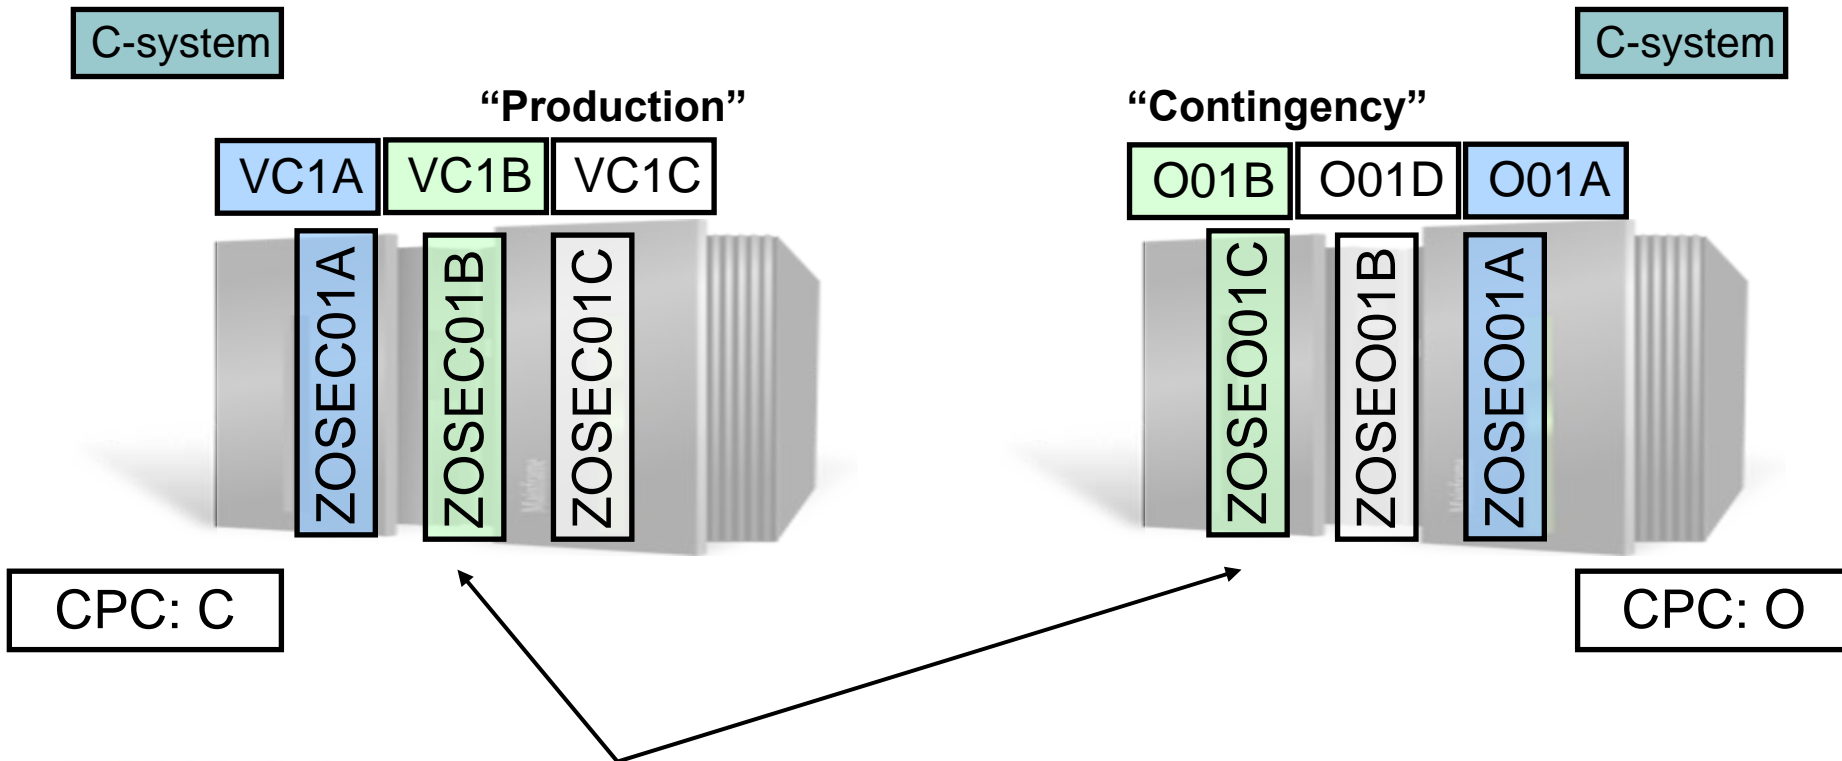 C-system
C-system
“Production”
“Contingency”
VC1A
VC1B
VC1C
O01B
O01D
O01A
ZOSEC01A
ZOSEC01B
ZOSEC01C
ZOSEO01C
ZOSEO01B
ZOSEO01A
CPC: C
CPC: O